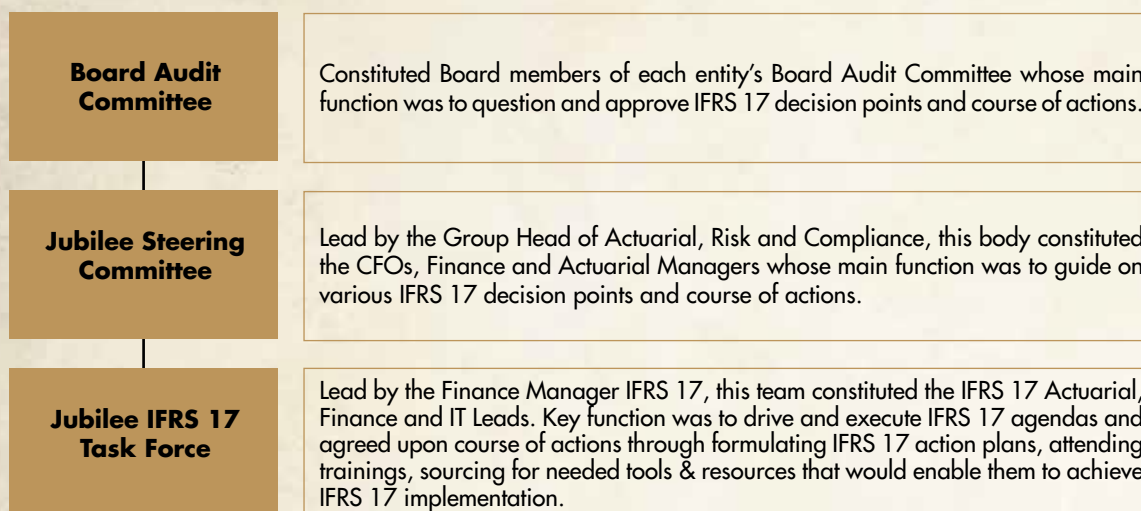 Board Audit
Committee
Constituted Board members of each entity's Board Audit Committee whose main
function was to question and approve IFRS 17 decision points and course of actions.
Jubilee Steering
Committee
Lead by the Group Head of Actuarial, Risk and Compliance, this body constituted
the CFOs, Finance and Actuarial Managers whose main function was to guide on
various IFRS 17 decision points and course of actions.
Jubilee IFRS 17
Task Force
Lead by the Finance Manager IFRS 17, this team constituted the IFRS 17 Actuarial,
Finance and IT Leads. Key function was to drive and execute IFRS 17 agendas and
agreed upon course of actions through formulating IFRS 17 action plans, attending
trainings, sourcing for needed tools & resources that would enable them to achieve
IFRS 17 implementation.